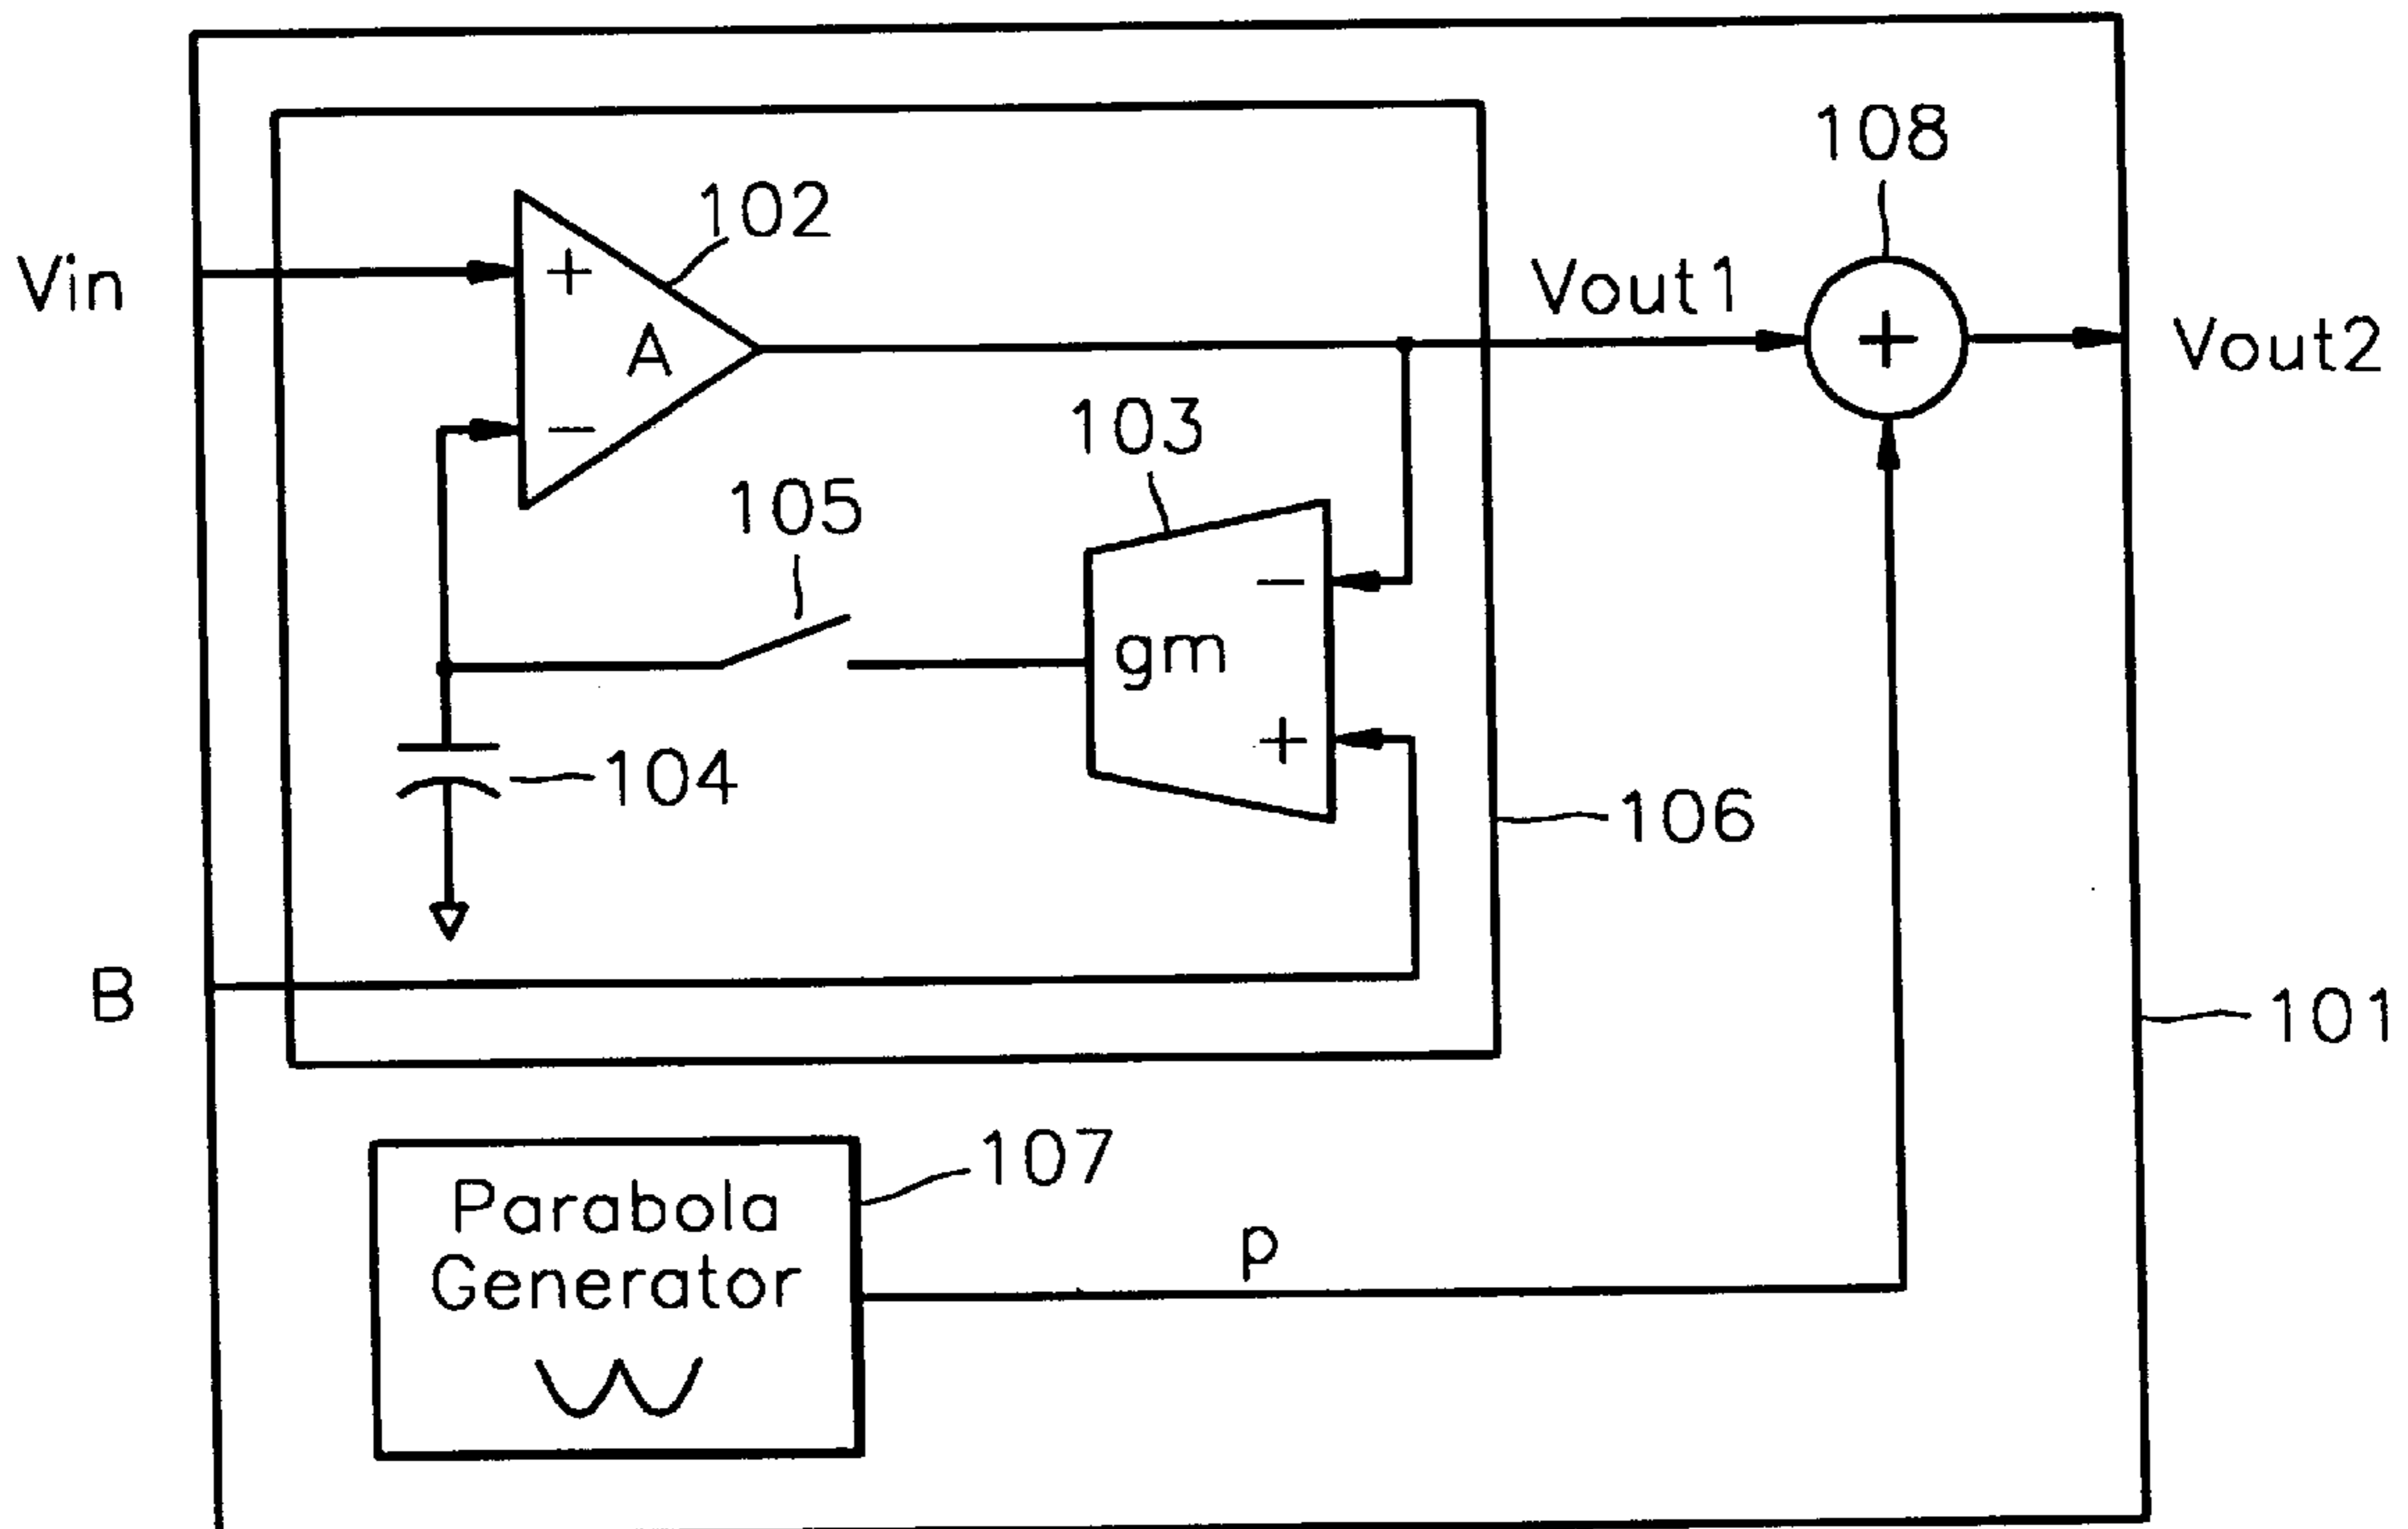 108
102
Vin
+
A
Vout1
+
Vout2
−
103
105
−
gm
+
104
106
B
101
107
Parabola
Generator
p